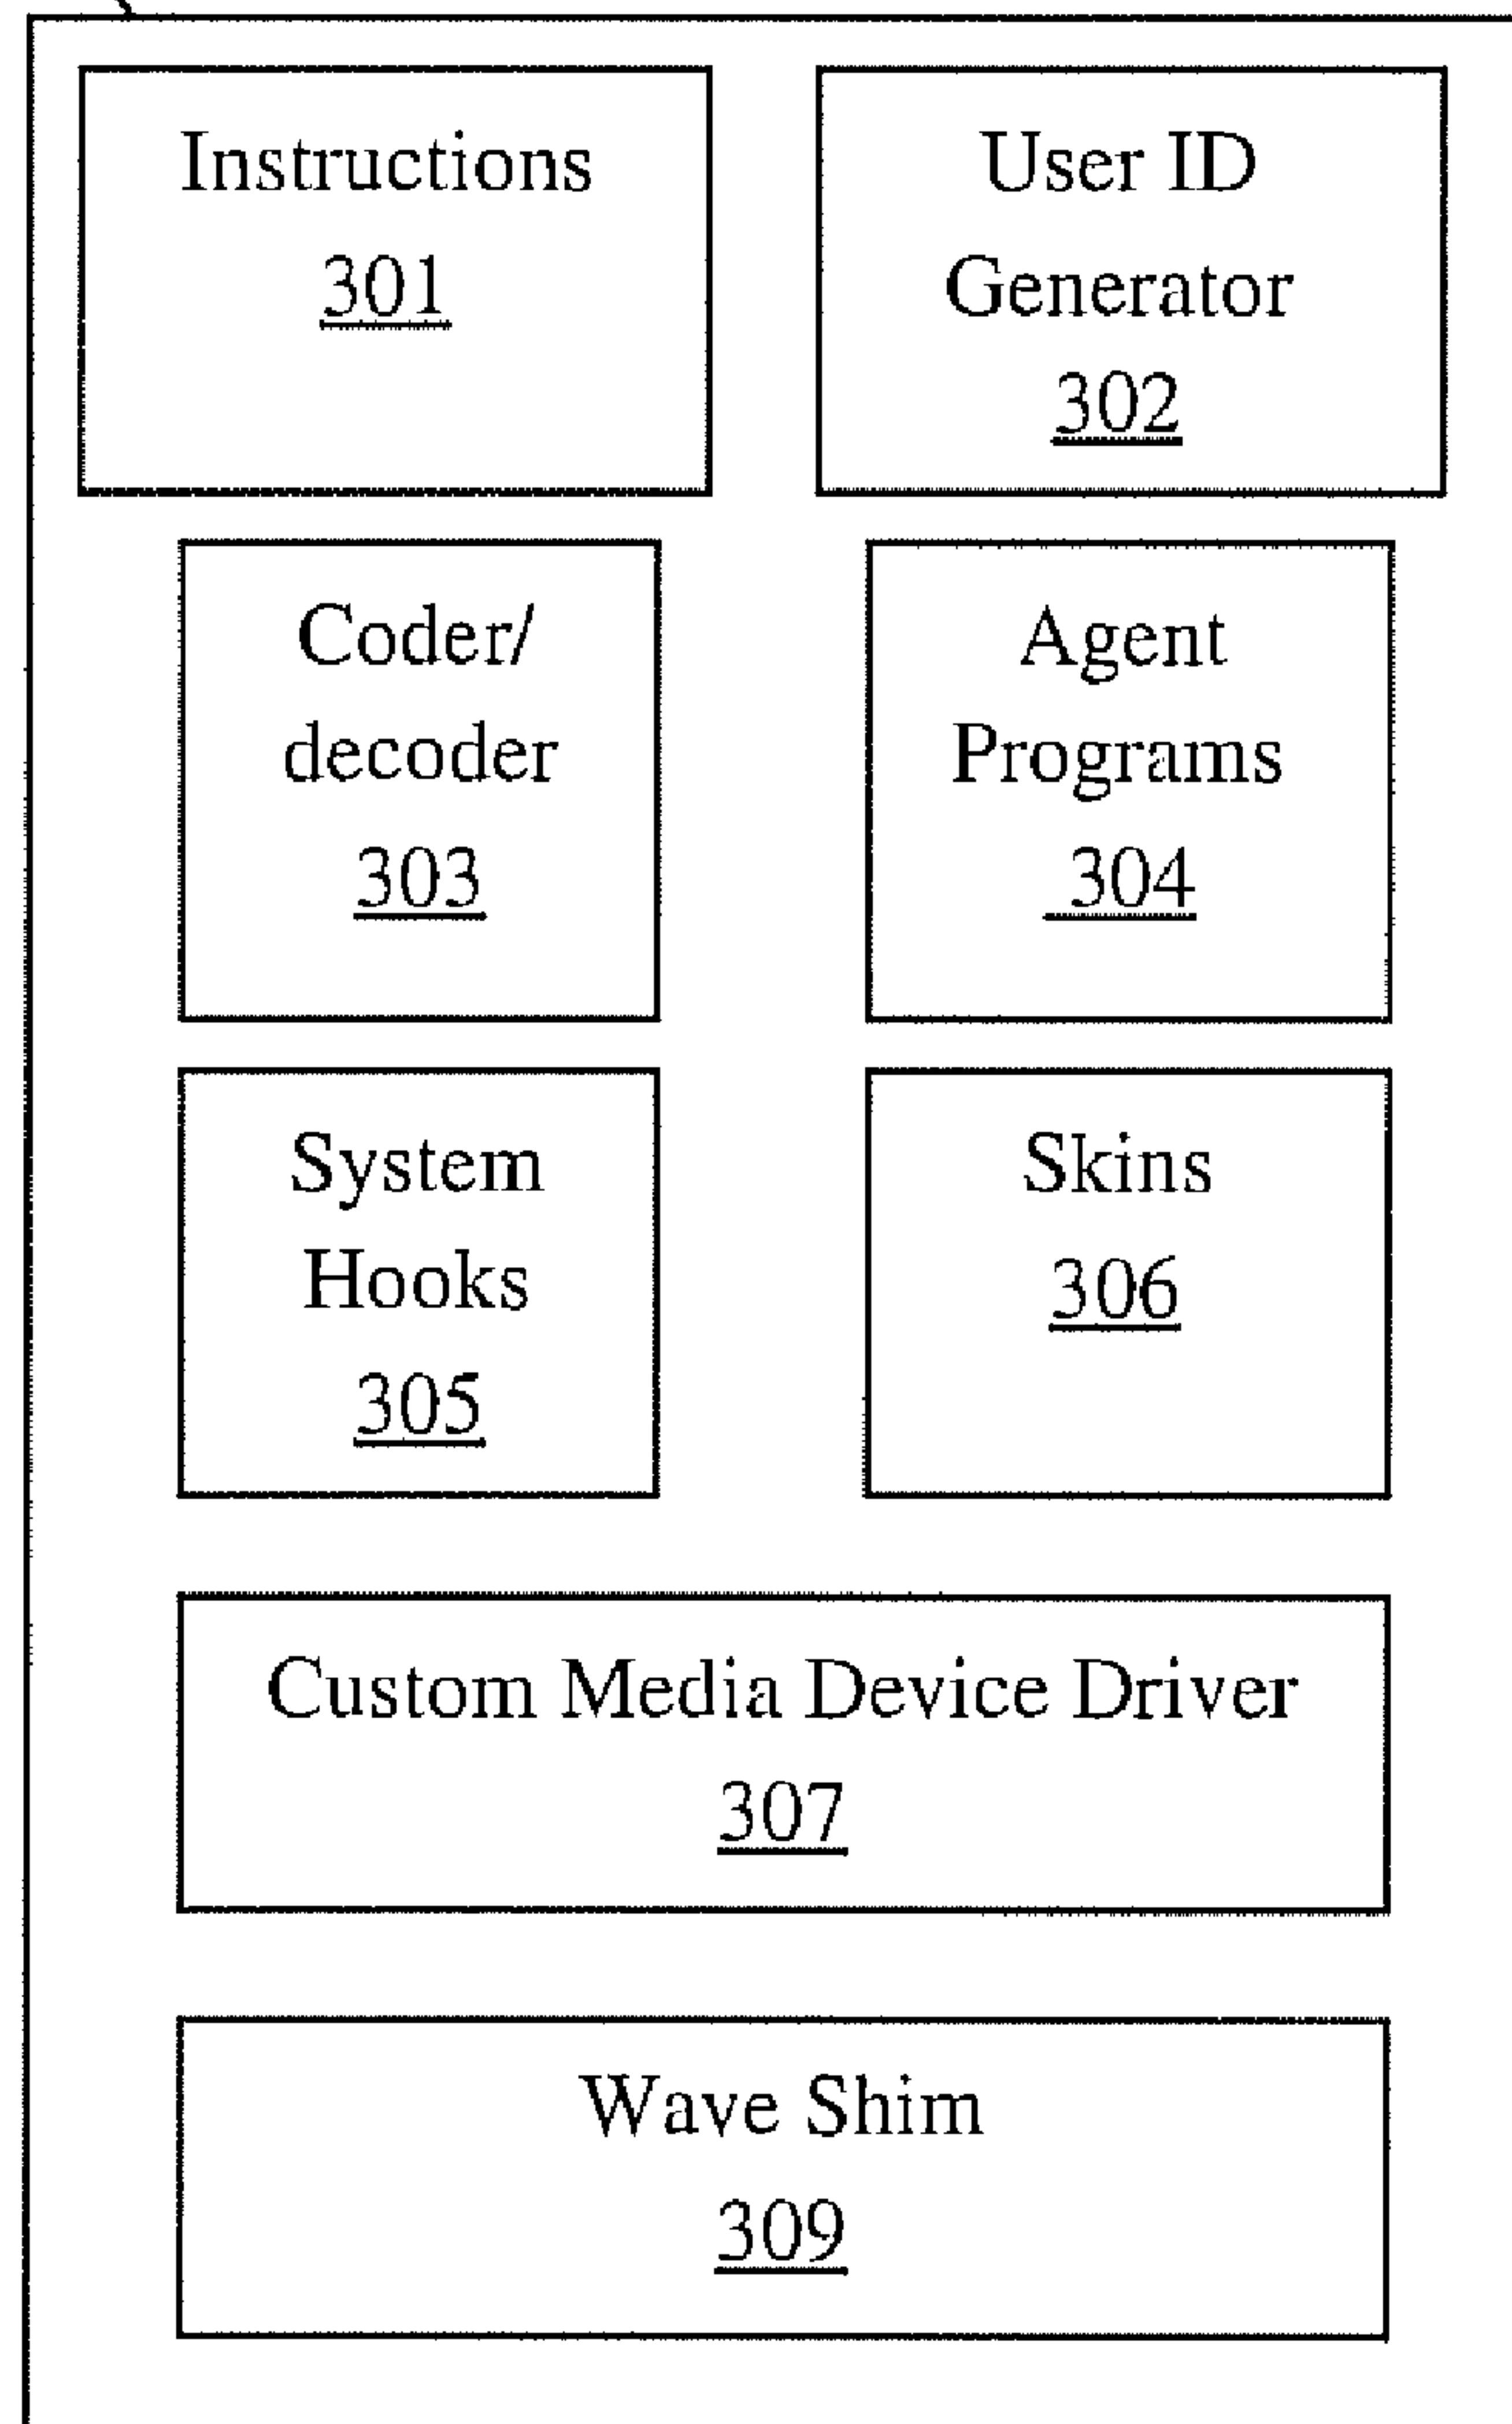 Instructions
301
User ID
Generator
302
Coder/
decoder
303
Agent
Programs
304
System
Hooks
305
Skins
306
Custom Media Device Driver
307
Wave Shim
309